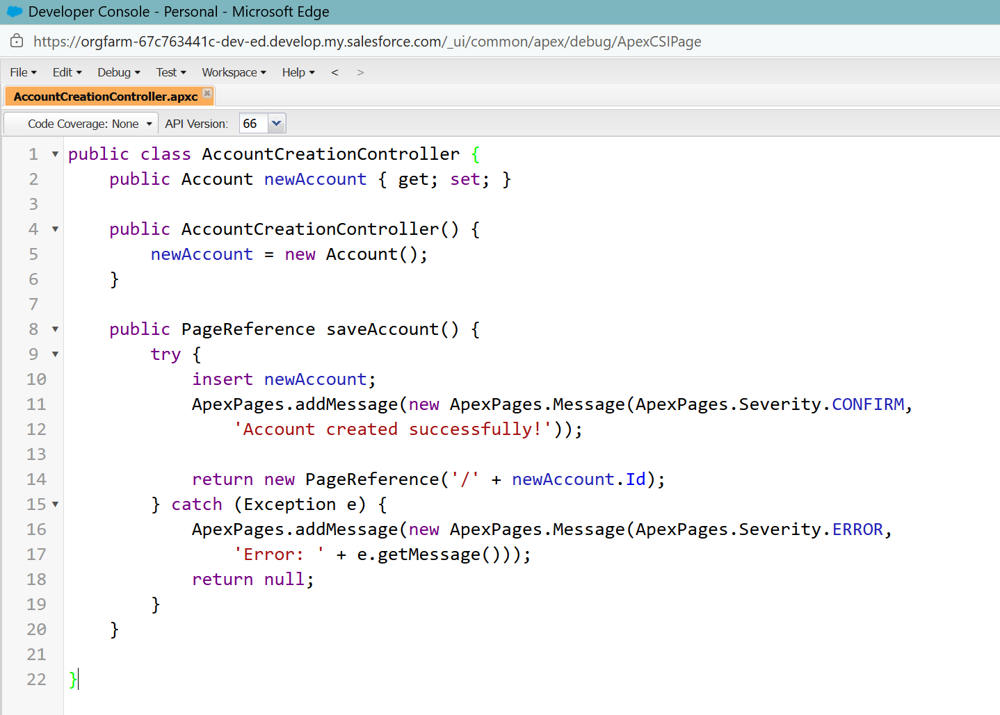 Developer Console - Personal - Microsoft Edge
https://orgfarm-67c763441c-dev-ed.develop.my.salesforce.com/_ui/common/apex/debug/ApexCSIPage
File Edit Debug Test Workspace Help < >
AccountCreationController.apxc
Code Coverage: None API Version: 66
1 public class AccountCreationController {
2     public Account newAccount { get; set; }
3
4     public AccountCreationController() {
5         newAccount = new Account();
6     }
7
8     public PageReference saveAccount() {
9         try {
10             insert newAccount;
11             ApexPages.addMessage(new ApexPages.Message(ApexPages.Severity.CONFIRM,
12                 'Account created successfully!'));
13
14             return new PageReference('/' + newAccount.Id);
15         } catch (Exception e) {
16             ApexPages.addMessage(new ApexPages.Message(ApexPages.Severity.ERROR,
17                 'Error: ' + e.getMessage()));
18             return null;
19         }
20     }
21
22 }